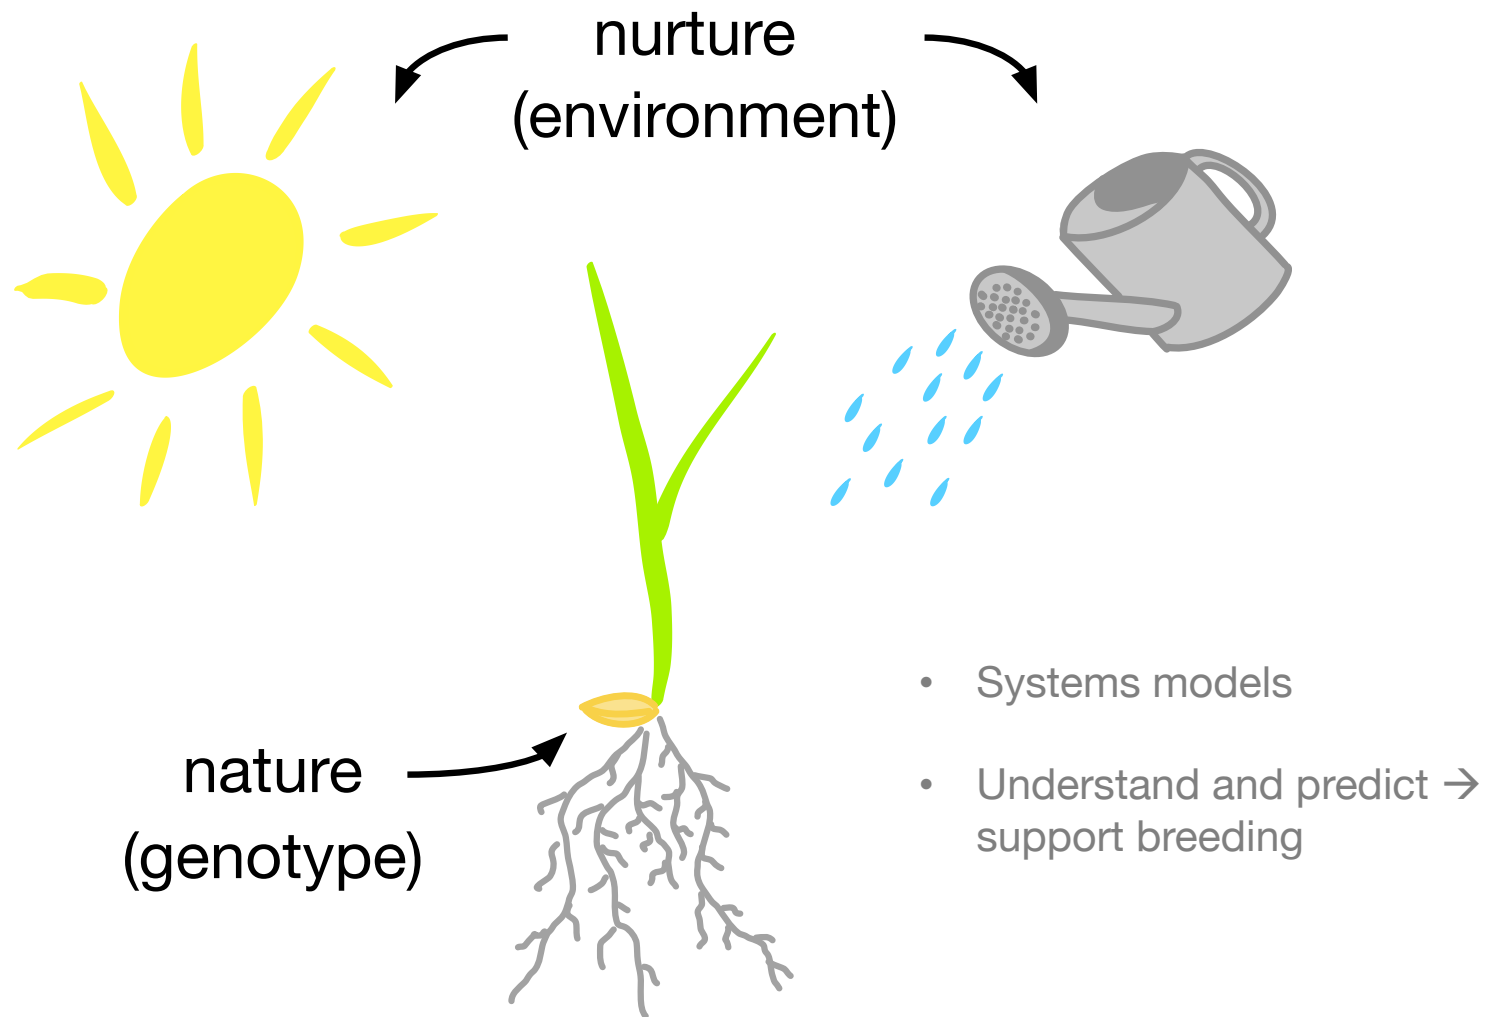 nurture
(environment)
• Systems models
nature
(genotype)
• Understand and predict →
support breeding